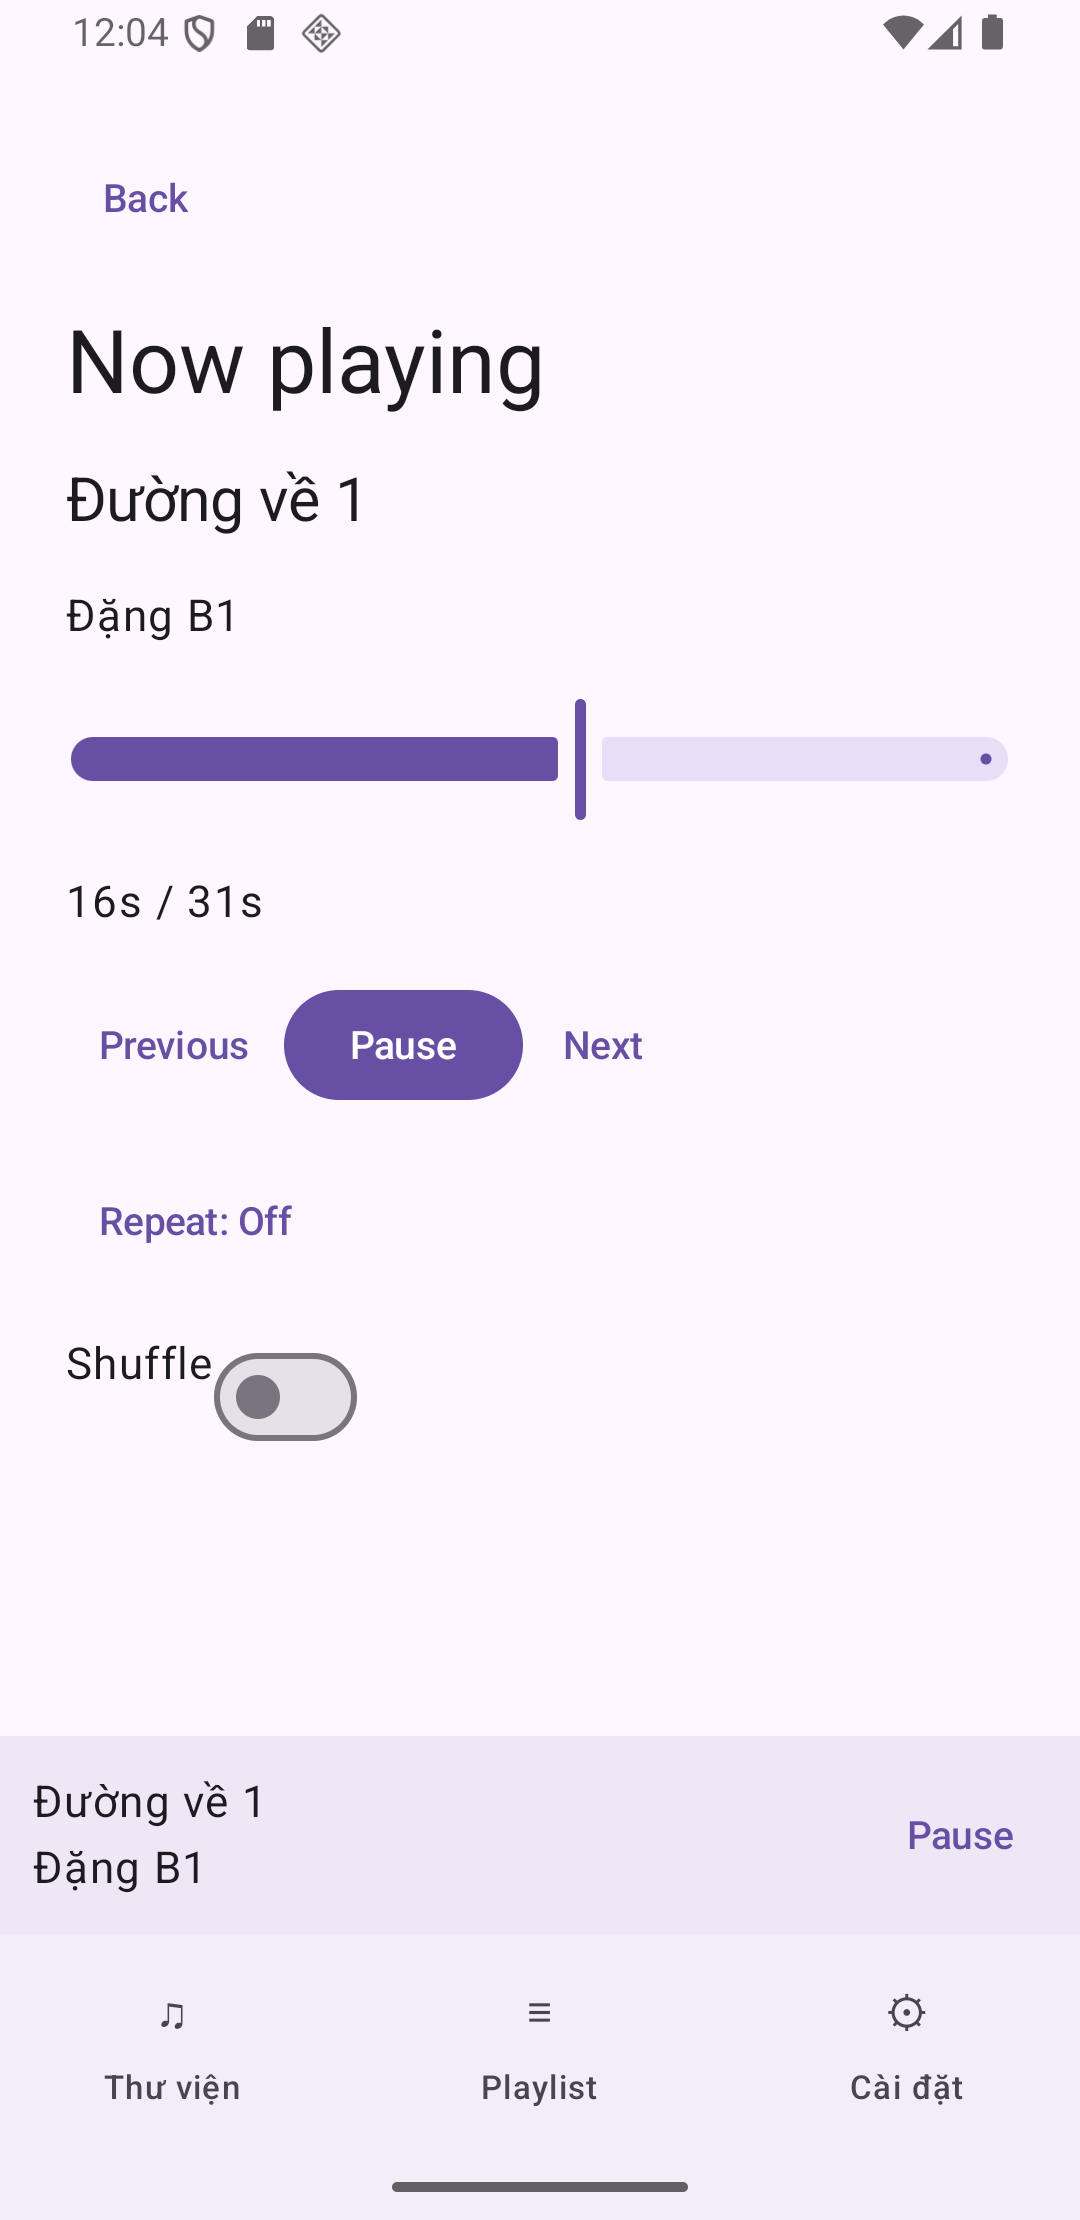 12:04
Back
Now playing
Đường về 1
Đặng B1
16s / 31s
Previous Pause Next
Repeat: Off
Shuffle
Đường về 1
Đặng B1
Pause
Thư viện Playlist Cài đặt